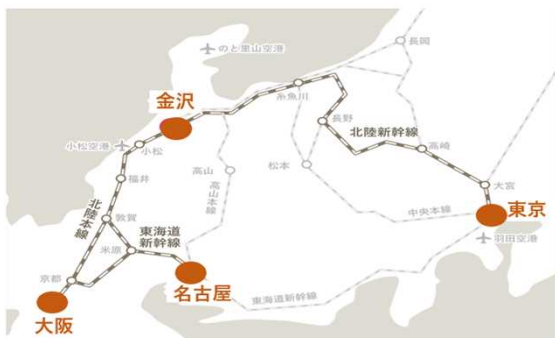 長岡
のと里山空港
糸魚川
金沢
長野
北陸新幹線
小松空港
小松
高崎
高山
松本
福井
高山本線
大宮
北陸本線
敦賀
中央本線
東京
東海道
新幹線
羽田空港
米原
京都
名古屋
東海道新幹線
大阪